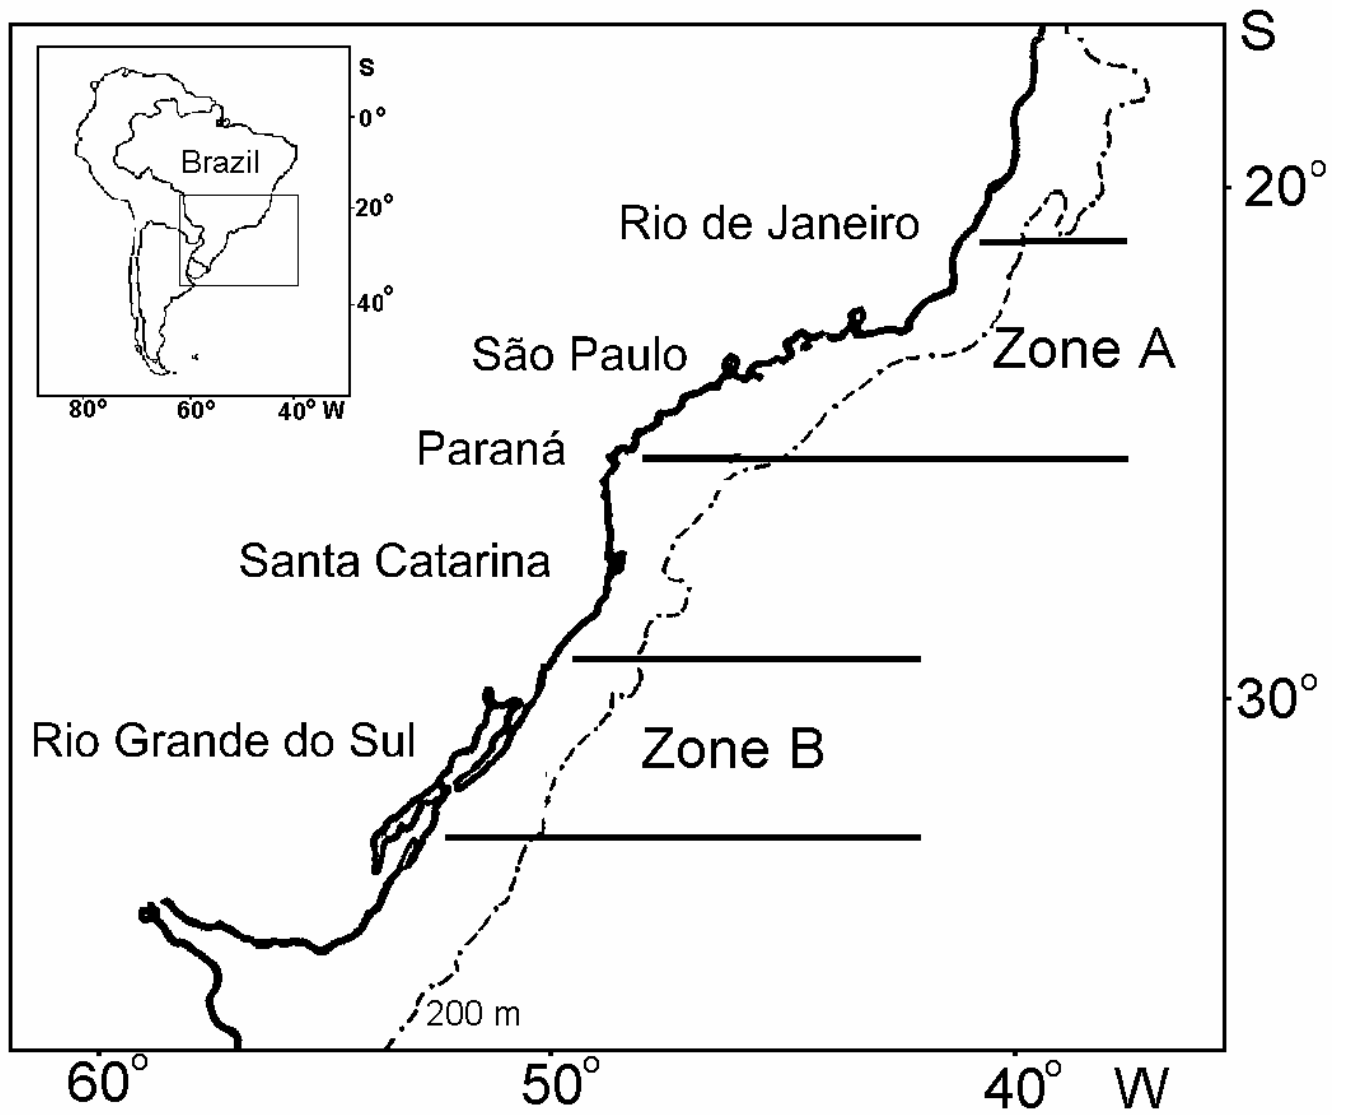 S
S
0°
Brazil
20°
20°
Rio de Janeiro
40°
Zone A
São Paulo
80°
60°
40° W
Paraná
Santa Catarina
30°
Rio Grande do Sul
Zone B
200 m
60°
50°
40°
W